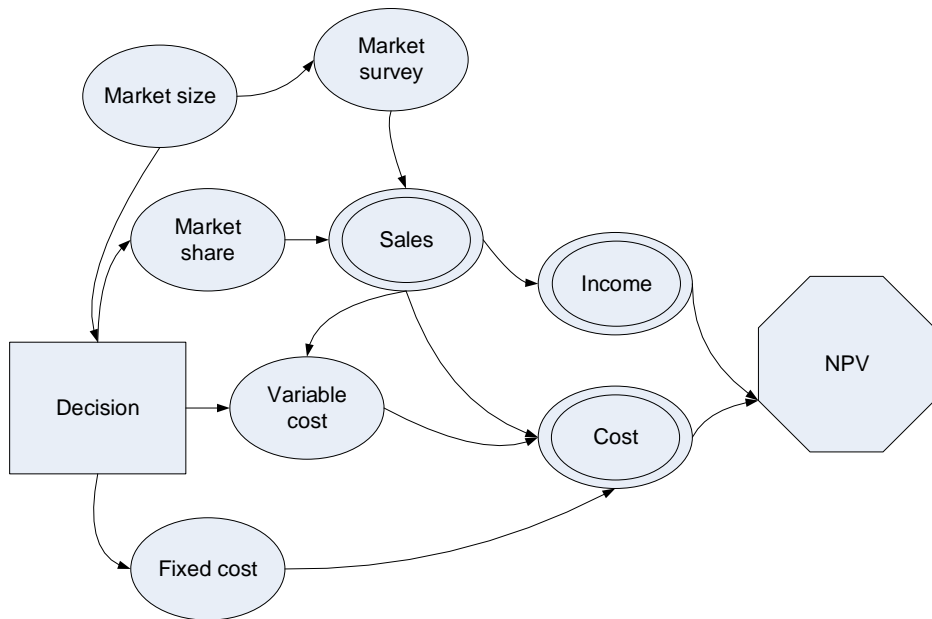 Market
survey
Market size
Market
share
Sales
Income
NPV
Decision
Variable
cost
Cost
Fixed cost